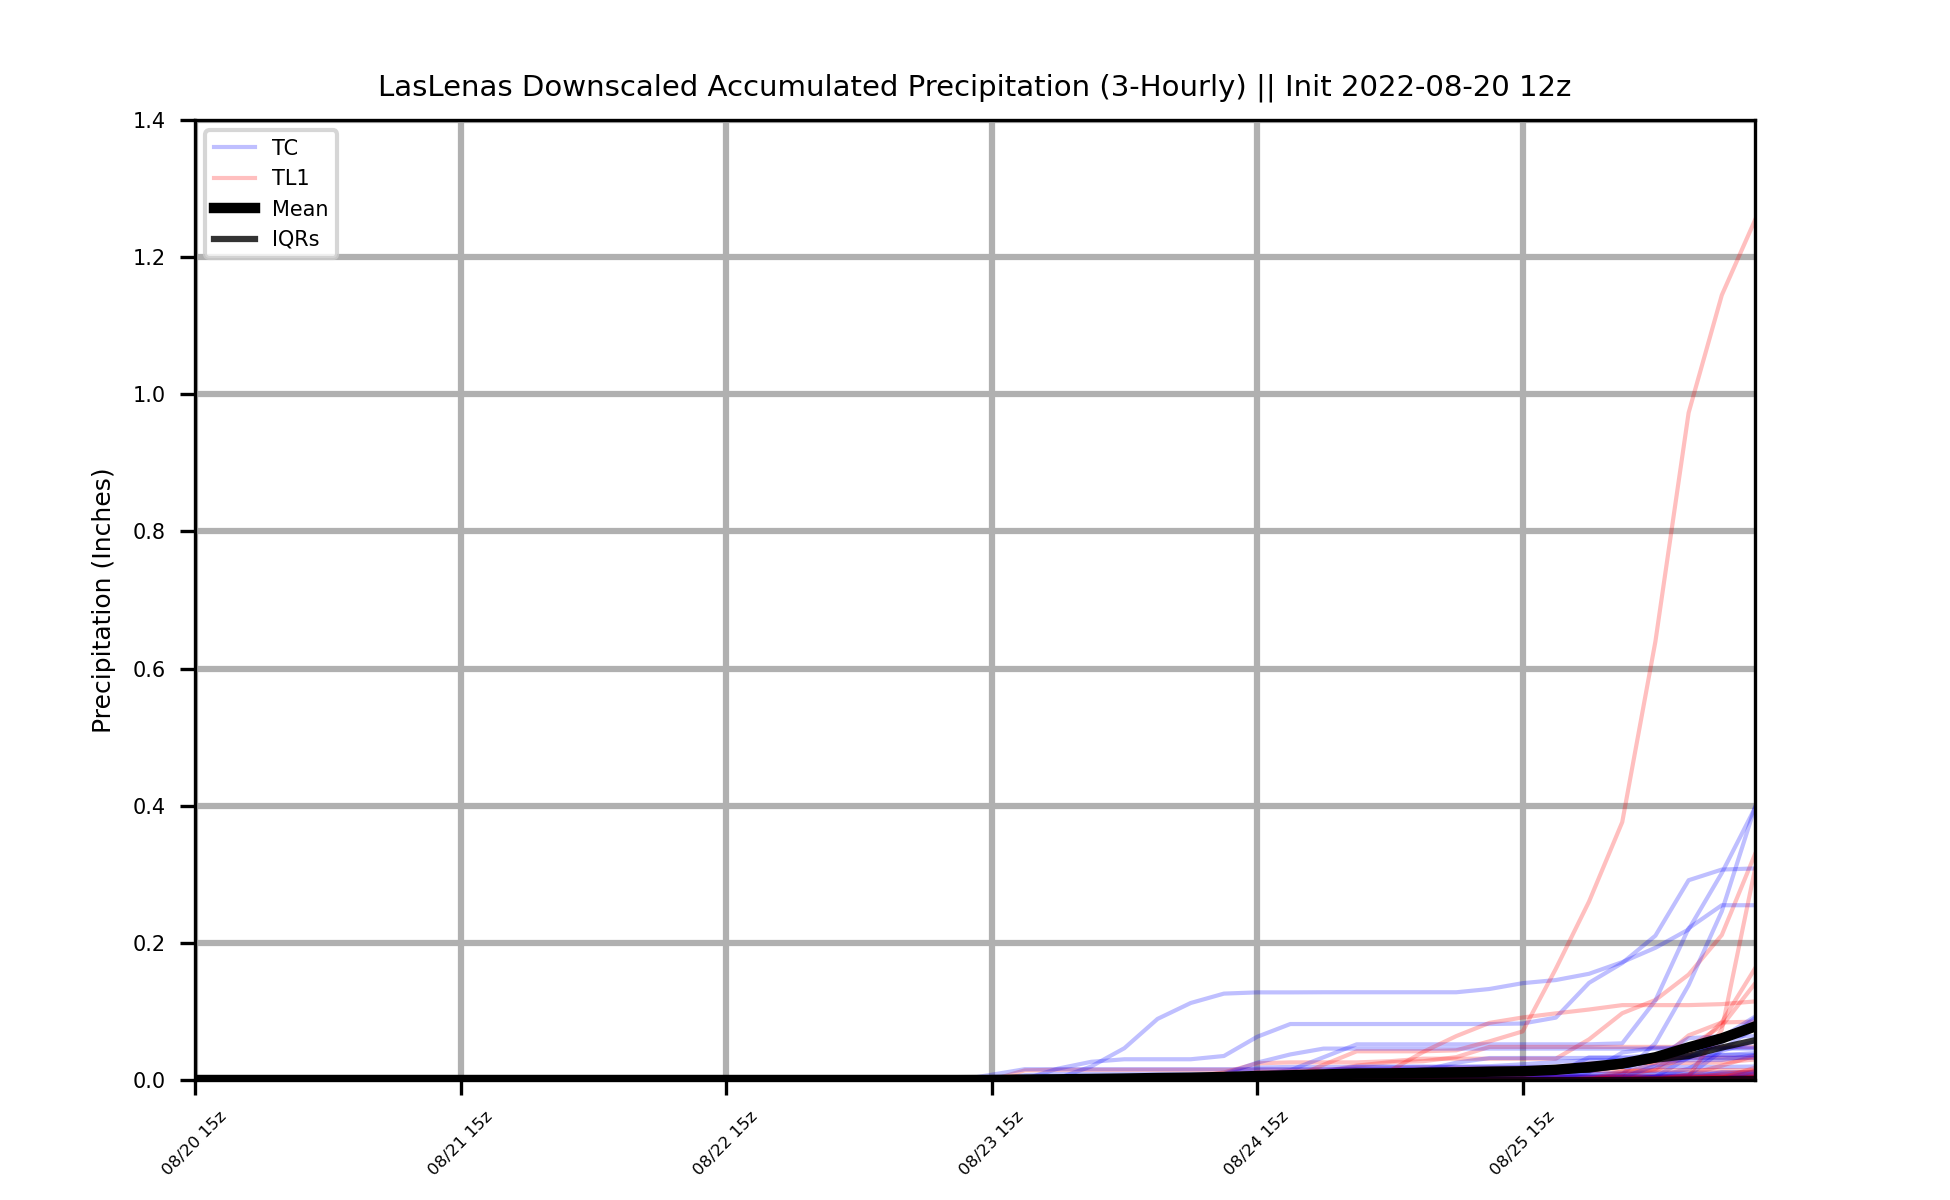 LasLenas Downscaled Accumulated Precipitation (3-Hourly) || Init 2022-08-20 12z
TC
TL1
Mean
IQRs
Precipitation (Inches)
1.4
1.2
1.0
0.8
0.6
0.4
0.2
0.0
08/20 15z
08/21 15z
08/22 15z
08/23 15z
08/24 15z
08/25 15z